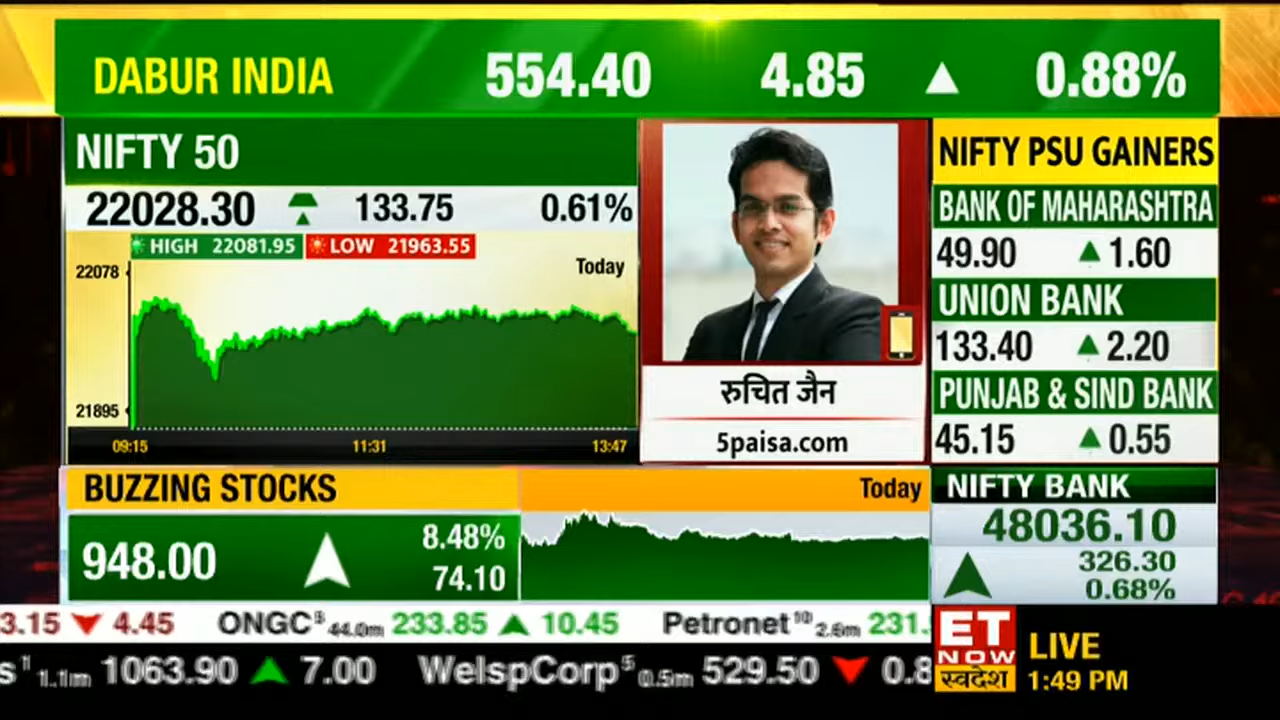 DABUR INDIA 554.40 4.85 ▲ 0.88%
NIFTY 50
22028.30 133.75 0.61%
HIGH 22081.95 LOW 21963.55
Today
22078
21895
09:15 11:31 13:47
रुचित जैन
5paisa.com
NIFTY PSU GAINERS
BANK OF MAHARASHTRA
49.90 ▲ 1.60
UNION BANK
133.40 ▲ 2.20
PUNJAB & SIND BANK
45.15 ▲ 0.55
BUZZING STOCKS
Today
948.00 ▲ 8.48%
74.10
NIFTY BANK
48036.10
▲ 326.30
0.68%
3.15 ▼ 4.45 ONGC 5 44.0m 233.85 ▲ 10.45 Petronet 10 2.6m 231.
s 1 1.1m 1063.90 ▲ 7.00 WelspCorp 5 0.5m 529.50 ▼ 0.8
ET
NOW
स्वदेश
LIVE
1:49 PM